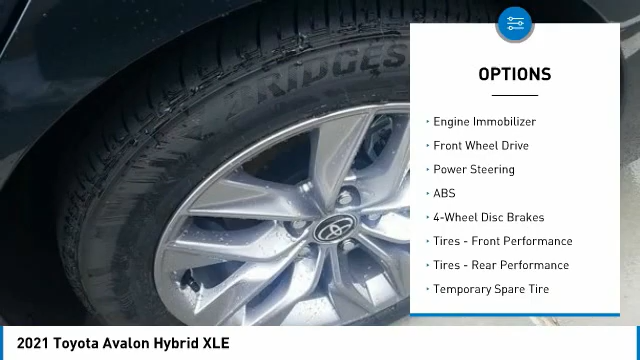 BRIDGES
OPTIONS
• Engine Immobilizer
• Front Wheel Drive
• Power Steering
• ABS
• 4-Wheel Disc Brakes
• Tires - Front Performance
• Tires - Rear Performance
• Temporary Spare Tire
2021 Toyota Avalon Hybrid XLE